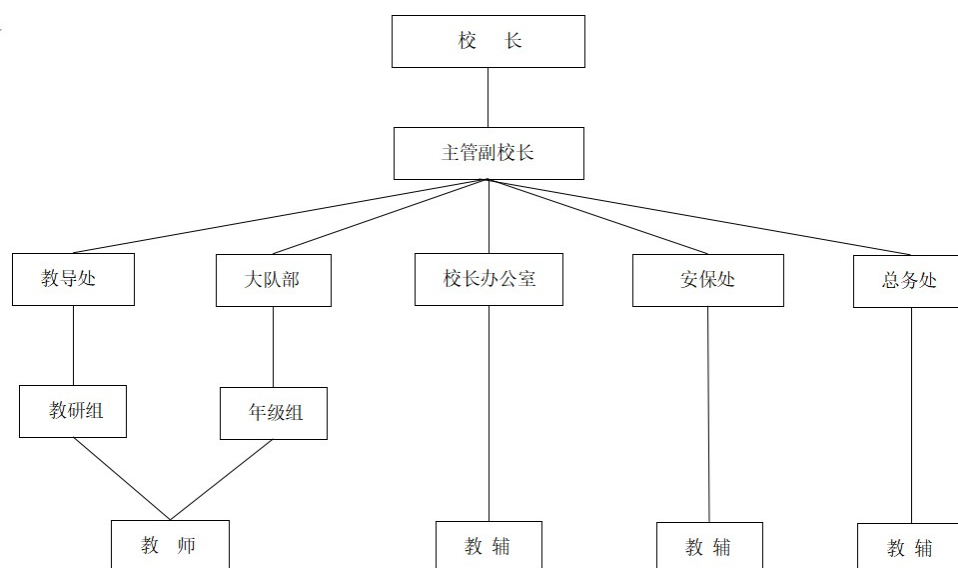 校 长
主管副校长
教导处
大队部
校长办公室
安保处
总务处
教研组
年级组
教 师
教 辅
教 辅
教 辅